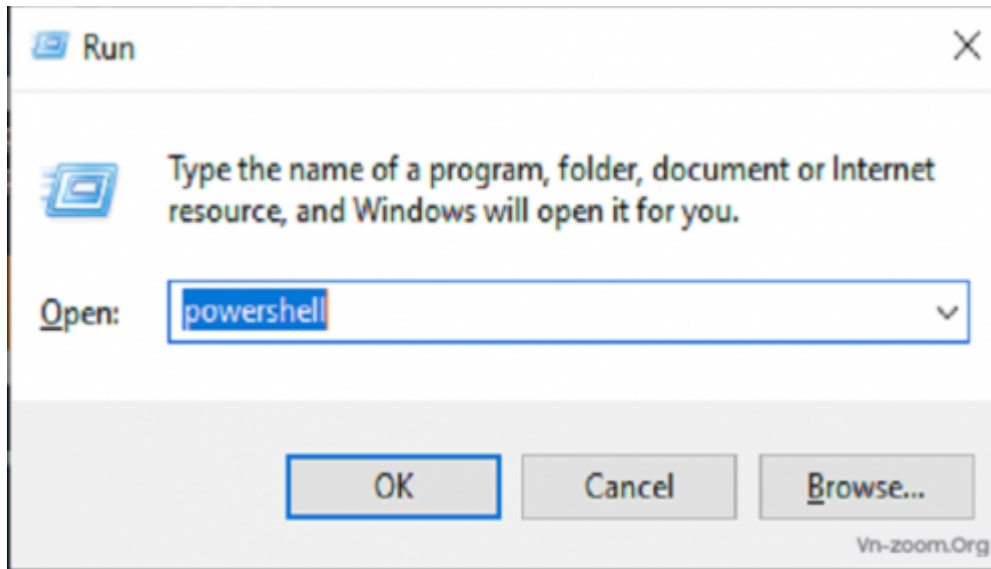 Run
Type the name of a program, folder, document or Internet
resource, and Windows will open it for you.
Open: powershell
OK Cancel Browse...
Vn-zoom.Org